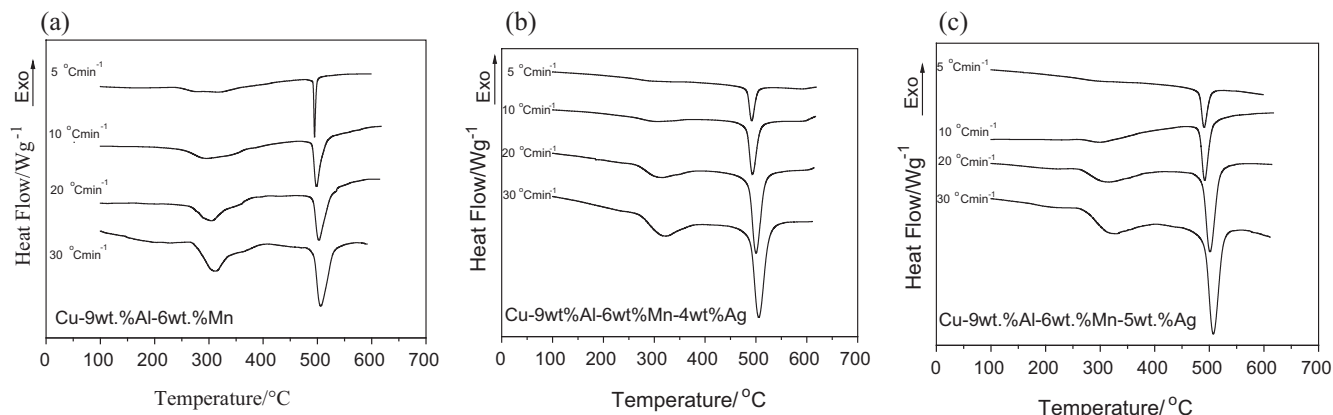 (a)
Exo
Heat Flow/Wg⁻¹
5 °Cmin⁻¹
10 °Cmin⁻¹
20 °Cmin⁻¹
30 °Cmin⁻¹
Cu-9wt.%Al-6wt.%Mn
0 100 200 300 400 500 600 700
Temperature/°C
(b)
Exo
Heat Flow/Wg⁻¹
5 °Cmin⁻¹
10 °Cmin⁻¹
20 °Cmin⁻¹
30 °Cmin⁻¹
Cu-9wt%Al-6wt%Mn-4wt%Ag
0 100 200 300 400 500 600 700
Temperature/ °C
(c)
Exo
Heat Flow/Wg⁻¹
5 °Cmin⁻¹
10 °Cmin⁻¹
20 °Cmin⁻¹
30 °Cmin⁻¹
Cu-9wt.%Al-6wt.%Mn-5wt.%Ag
0 100 200 300 400 500 600 700
Temperature/ °C